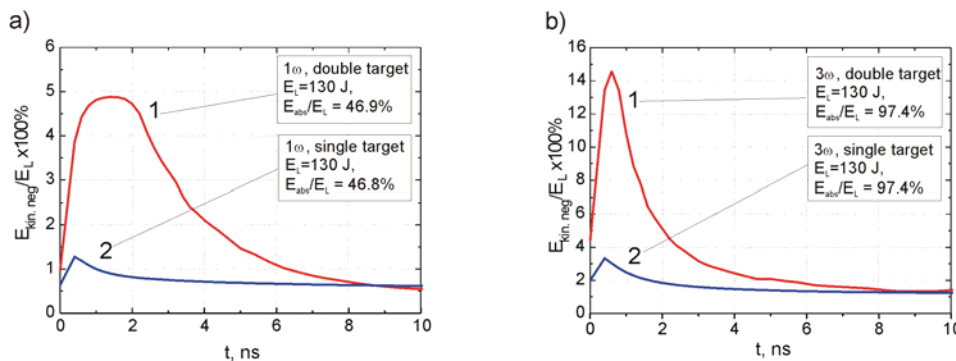 a)
E_kin. neg/E_L x100%
6
5
4
3
2
1
0
0 2 4 6 8 10
t, ns
1
2
1ω, double target
E_L=130 J,
E_abs/E_L = 46.9%
1ω, single target
E_L=130 J,
E_abs/E_L = 46.8%
b)
E_kin. neg/E_L x100%
16
14
12
10
8
6
4
2
0
0 2 4 6 8 10
t, ns
1
2
3ω, double target
E_L=130 J,
E_abs/E_L = 97.4%
3ω, single target
E_L=130 J,
E_abs/E_L = 97.4%